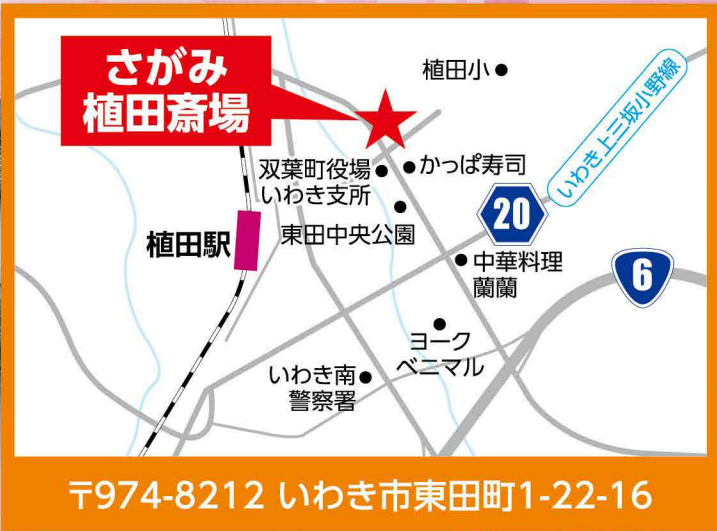 さがみ
植田斎場
植田小
いわき上三坂小野線
双葉町役場
いわき支所
かっぱ寿司
20
東田中央公園
植田駅
中華料理
蘭蘭
6
ヨーク
ベニマル
いわき南
警察署
〒974-8212 いわき市東田町1-22-16